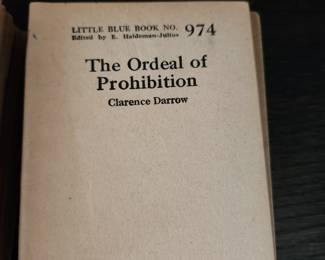 LITTLE BLUE BOOK NO. 974
Edited by E. Haldeman-Julius
The Ordeal of
Prohibition
Clarence Darrow